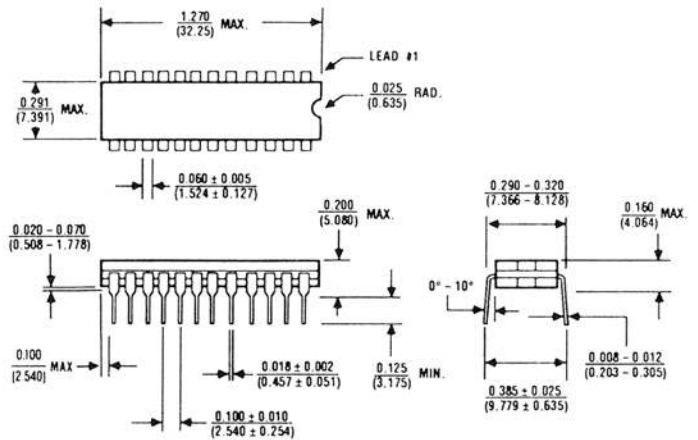 1.270
(32.25) MAX.
LEAD #1
0.291
(7.391) MAX.
0.025
(0.635) RAD.
0.060 ± 0.005
(1.524 ± 0.127)
0.290 – 0.320
(7.366 – 8.128)
0.200
(5.080) MAX.
0.160
(4.064) MAX.
0.020 – 0.070
(0.508 – 1.778)
0° – 10°
0.100
(2.540) MAX
0.018 ± 0.002
(0.457 ± 0.051)
0.125
(3.175) MIN.
0.008 – 0.012
(0.203 – 0.305)
0.385 ± 0.025
(9.779 ± 0.635)
0.100 ± 0.010
(2.540 ± 0.254)